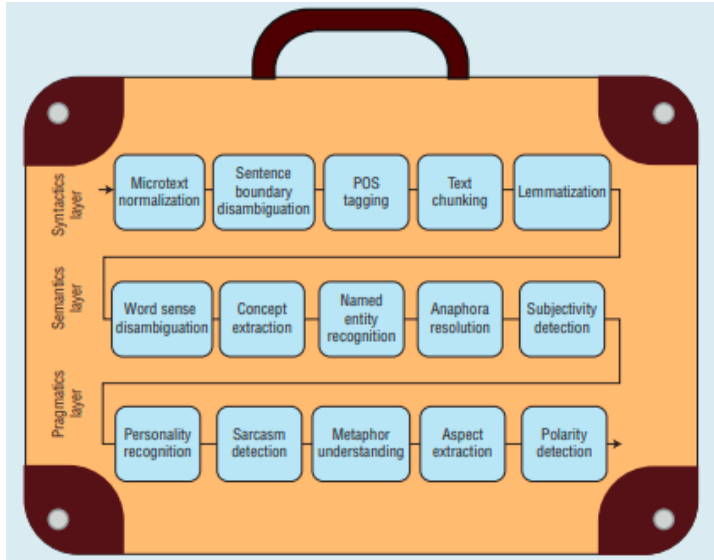 Syntactics
layer
Microtext
normalization
Sentence
boundary
disambiguation
POS
tagging
Text
chunking
Lemmatization
Semantics
layer
Word sense
disambiguation
Concept
extraction
Named
entity
recognition
Anaphora
resolution
Subjectivity
detection
Pragmatics
layer
Personality
recognition
Sarcasm
detection
Metaphor
understanding
Aspect
extraction
Polarity
detection